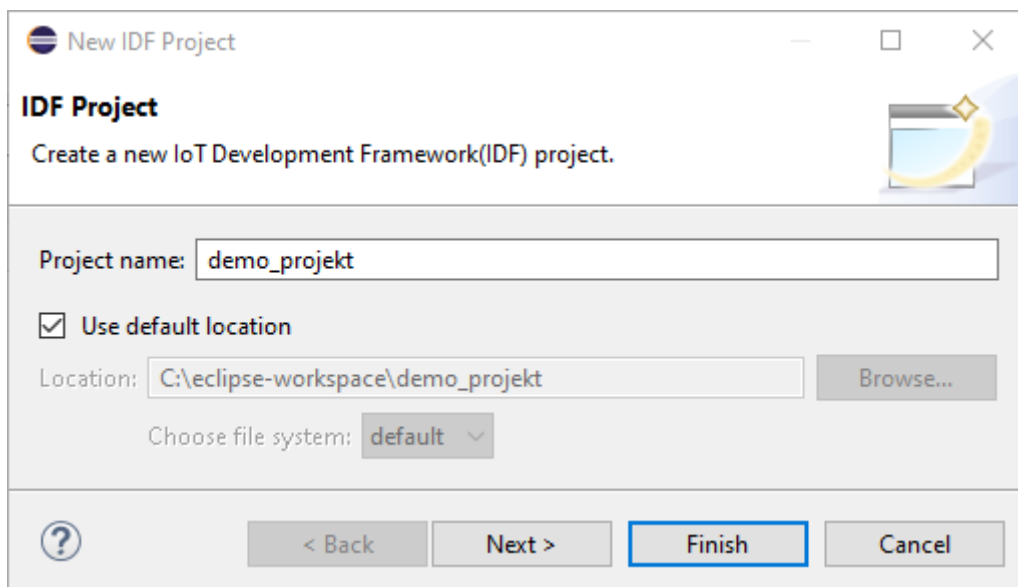 New IDF Project
IDF Project
Create a new IoT Development Framework(IDF) project.
Project name: demo_projekt
Use default location
Location: C:\eclipse-workspace\demo_projekt Browse...
Choose file system: default
? < Back Next > Finish Cancel